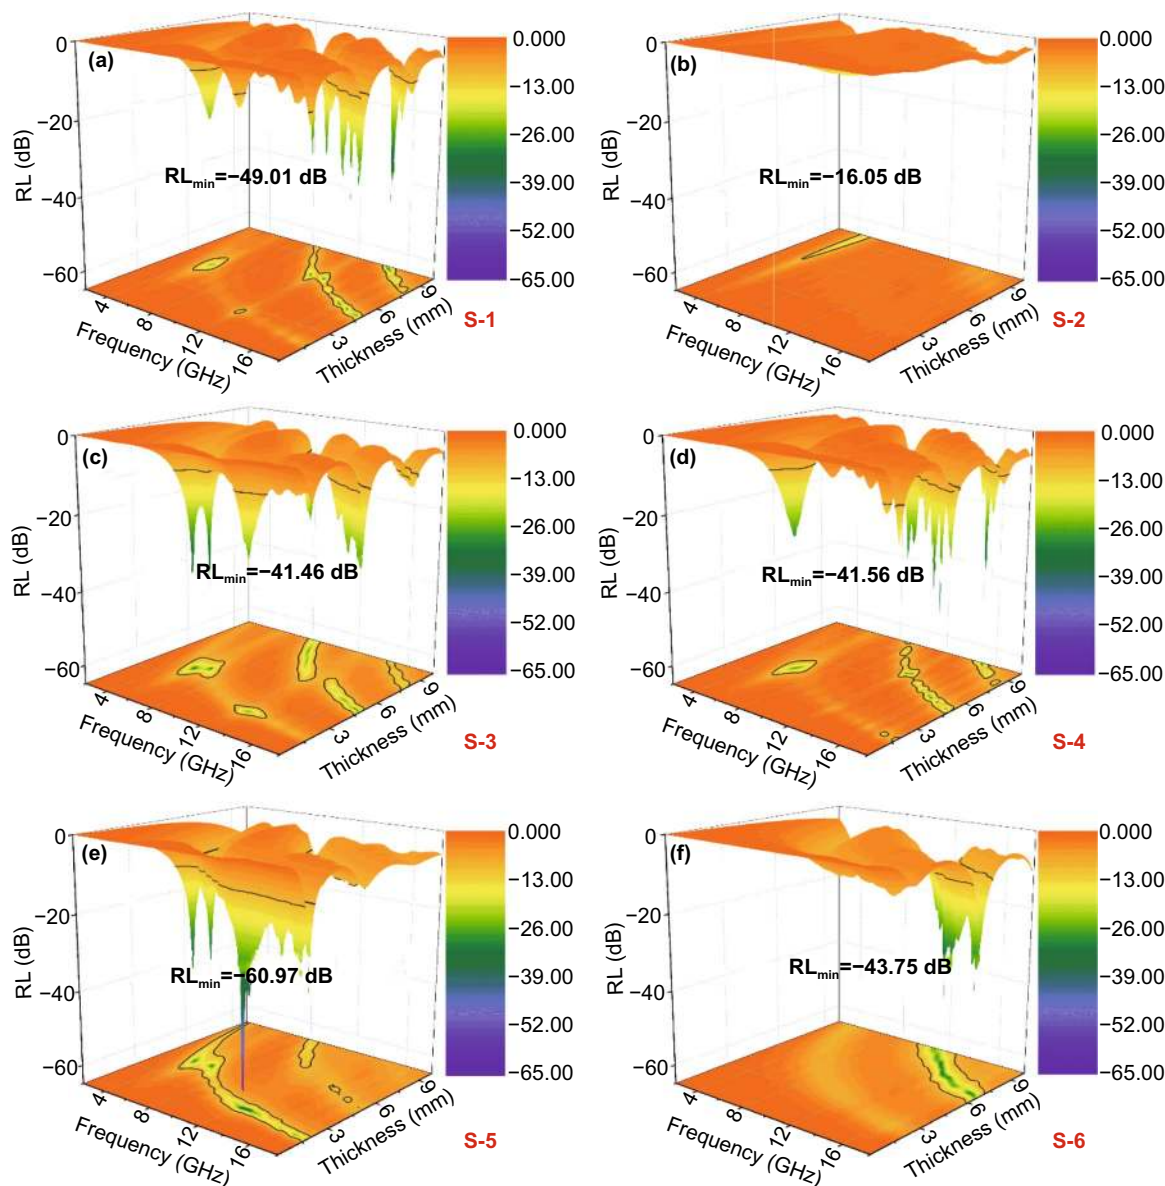 (a)
0
−20
−40
−60
RL (dB)
RLmin=−49.01 dB
4
8
12
16
Frequency (GHz)
3
6
9
Thickness (mm)
0.000
−13.00
−26.00
−39.00
−52.00
−65.00
S-1
(b)
0
−20
−40
−60
RL (dB)
RLmin=−16.05 dB
4
8
12
16
Frequency (GHz)
3
6
9
Thickness (mm)
0.000
−13.00
−26.00
−39.00
−52.00
−65.00
S-2
(c)
0
−20
−40
−60
RL (dB)
RLmin=−41.46 dB
4
8
12
16
Frequency (GHz)
3
6
9
Thickness (mm)
0.000
−13.00
−26.00
−39.00
−52.00
−65.00
S-3
(d)
0
−20
−40
−60
RL (dB)
RLmin=−41.56 dB
4
8
12
16
Frequency (GHz)
3
6
9
Thickness (mm)
0.000
−13.00
−26.00
−39.00
−52.00
−65.00
S-4
(e)
0
−20
−40
−60
RL (dB)
RLmin=−60.97 dB
4
8
12
16
Frequency (GHz)
3
6
9
Thickness (mm)
0.000
−13.00
−26.00
−39.00
−52.00
−65.00
S-5
(f)
0
−20
−40
−60
RL (dB)
RLmin=−43.75 dB
4
8
12
16
Frequency (GHz)
3
6
9
Thickness (mm)
0.000
−13.00
−26.00
−39.00
−52.00
−65.00
S-6